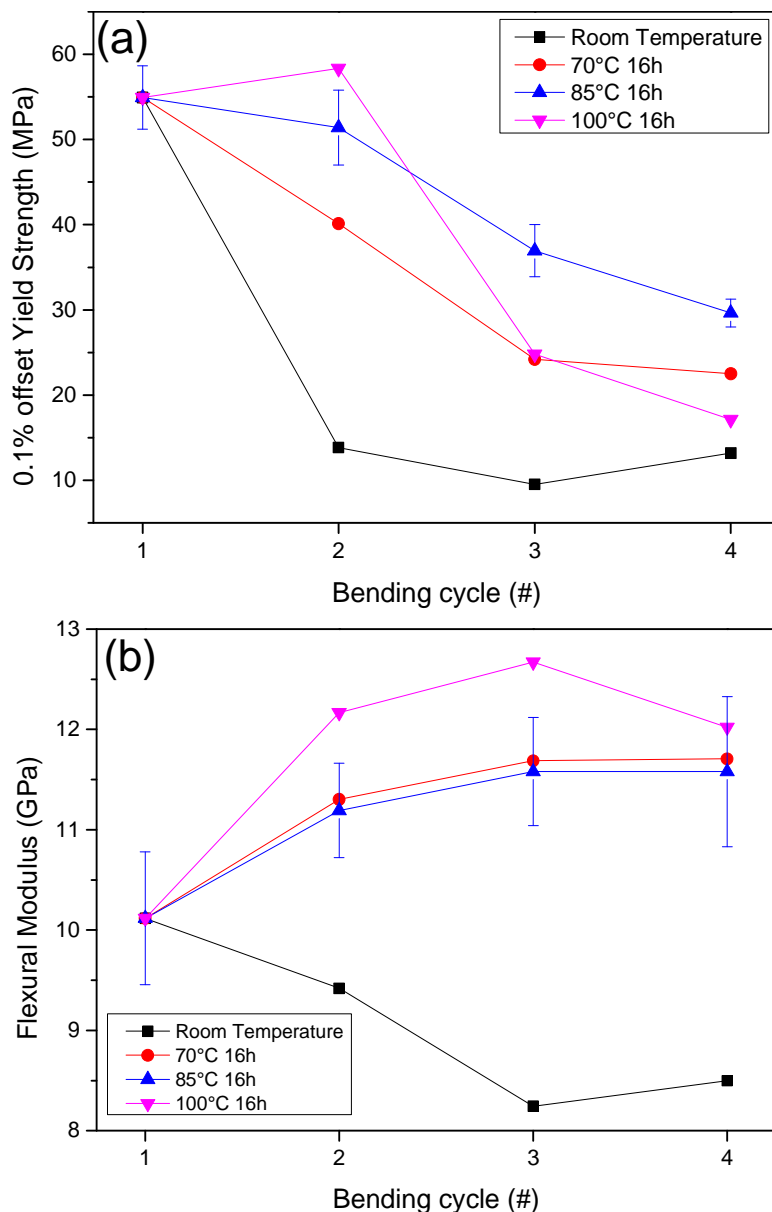 (a)
Room Temperature
70°C 16h
85°C 16h
100°C 16h
0.1% offset Yield Strength (MPa)
60
50
40
30
20
10
1 2 3 4
Bending cycle (#)
(b)
Flexural Modulus (GPa)
13
12
11
10
9
8
Room Temperature
70°C 16h
85°C 16h
100°C 16h
1 2 3 4
Bending cycle (#)